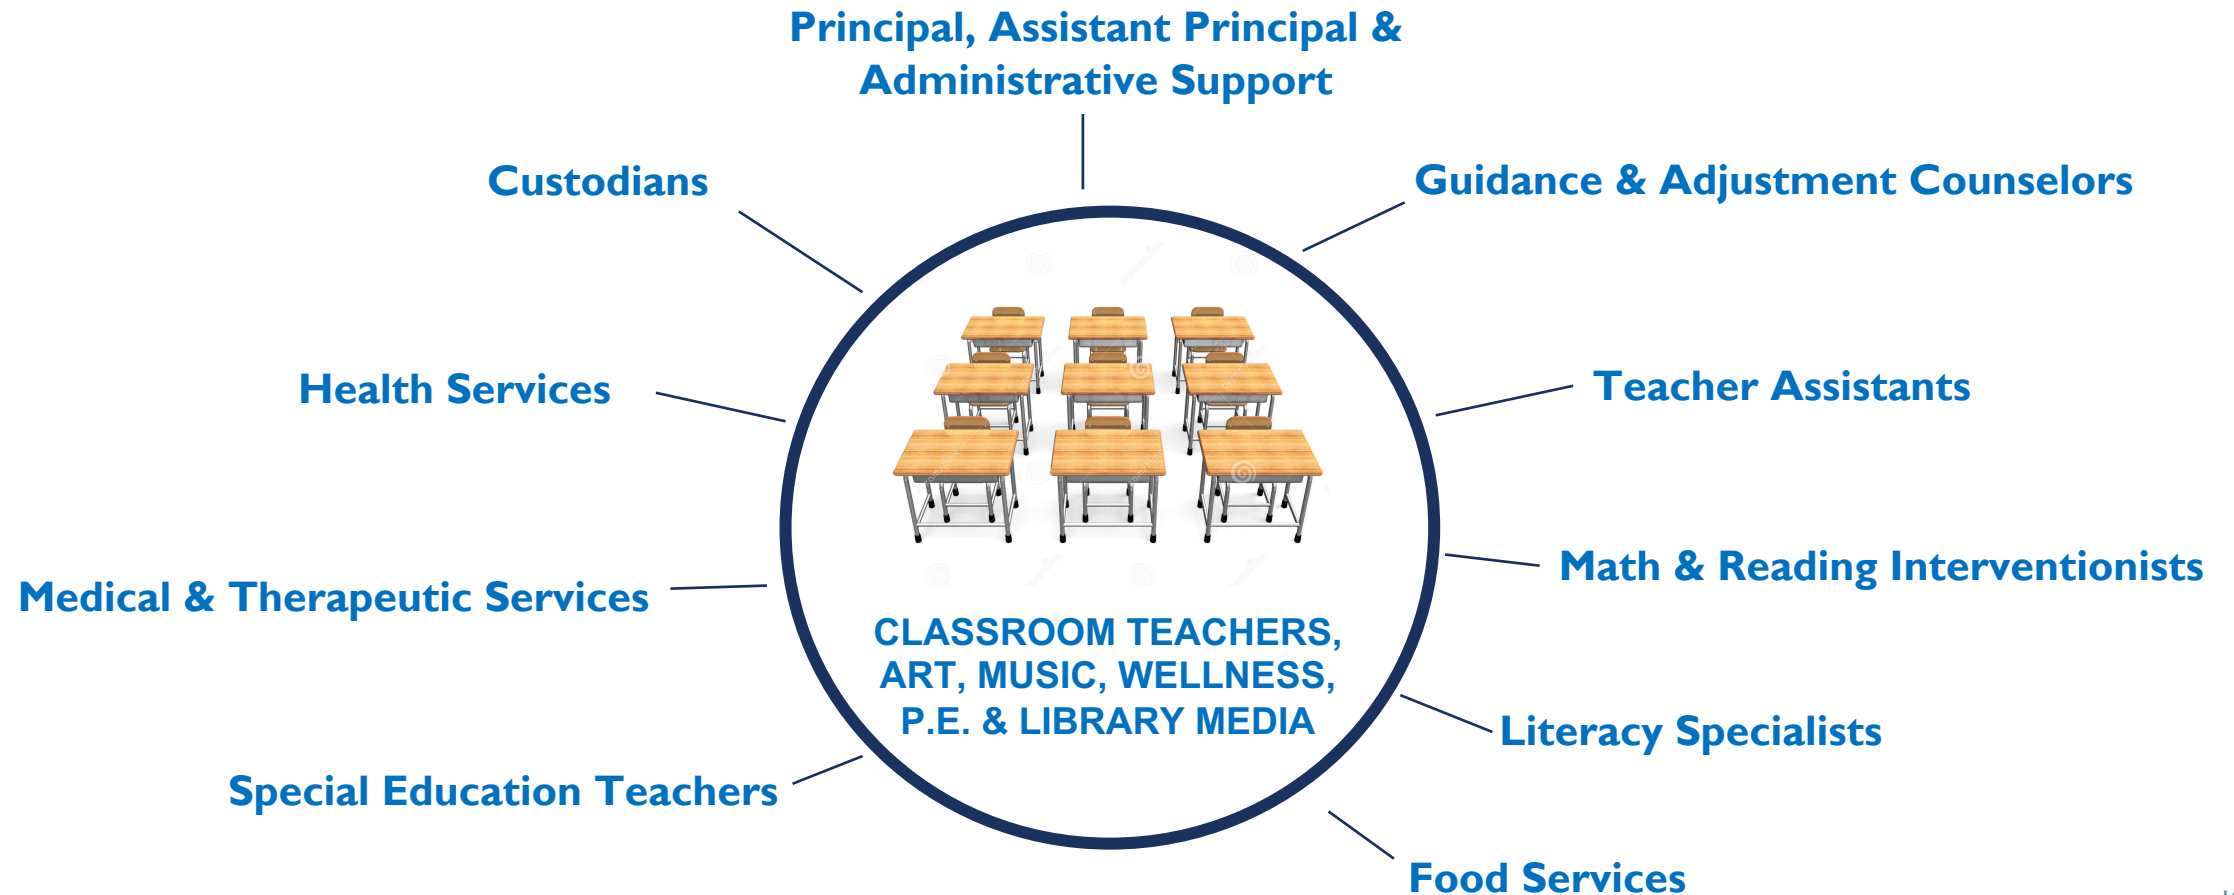 Principal, Assistant Principal &
Administrative Support
Custodians
Guidance & Adjustment Counselors
Health Services
Teacher Assistants
Medical & Therapeutic Services
Math & Reading Interventionists
CLASSROOM TEACHERS,
ART, MUSIC, WELLNESS,
P.E. & LIBRARY MEDIA
Literacy Specialists
Special Education Teachers
Food Services